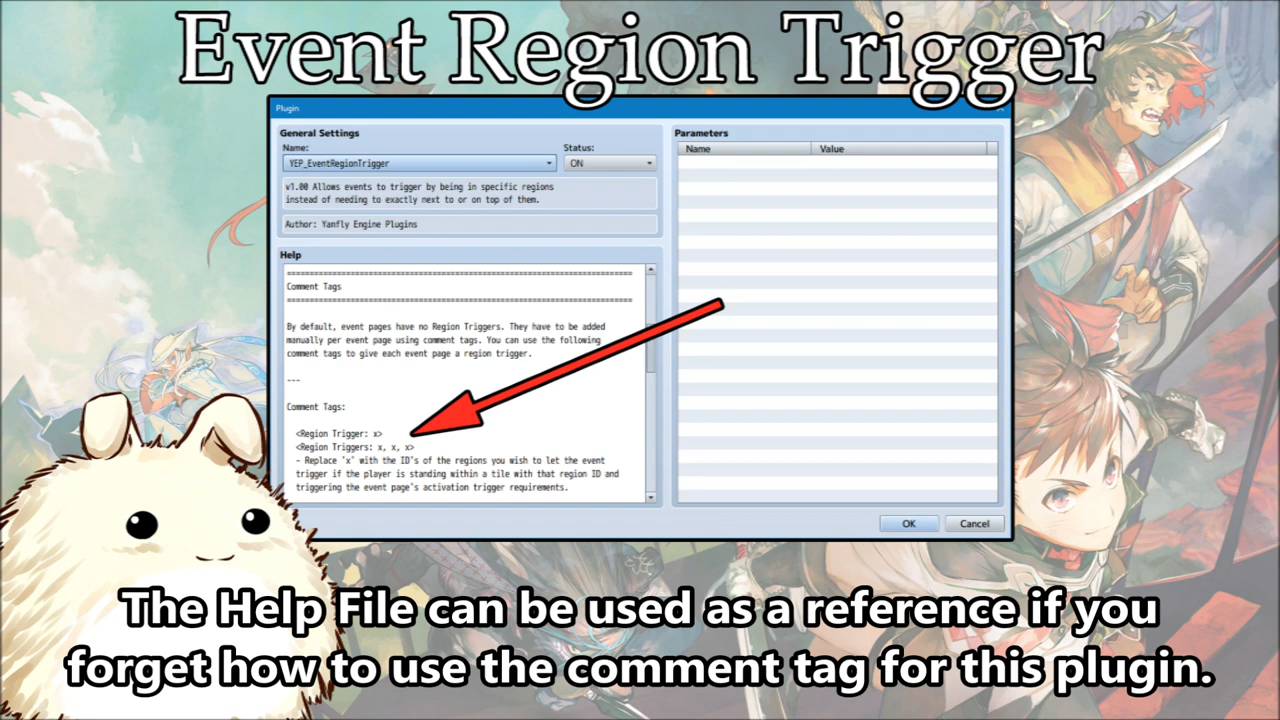 Event Region Trigger
Plugin
General Settings
Name:
Status:
YEP_EventRegionTrigger
ON
v1.00 Allows events to trigger by being in specific regions
instead of needing to exactly next to or on top of them.
Author: Yanfly Engine Plugins
Help
================================================================================
Comment Tags
================================================================================
By default, event pages have no Region Triggers. They have to be added
manually per event page using comment tags. You can use the following
comment tags to give each event page a region trigger.
---
Comment Tags:
<Region Trigger: x>
<Region Triggers: x, x, x>
- Replace 'x' with the ID's of the regions you wish to let the event
trigger if the player is standing within a tile with that region ID and
triggering the event page's activation trigger requirements.
Parameters
Name
Value
OK
Cancel
The Help File can be used as a reference if you
forget how to use the comment tag for this plugin.